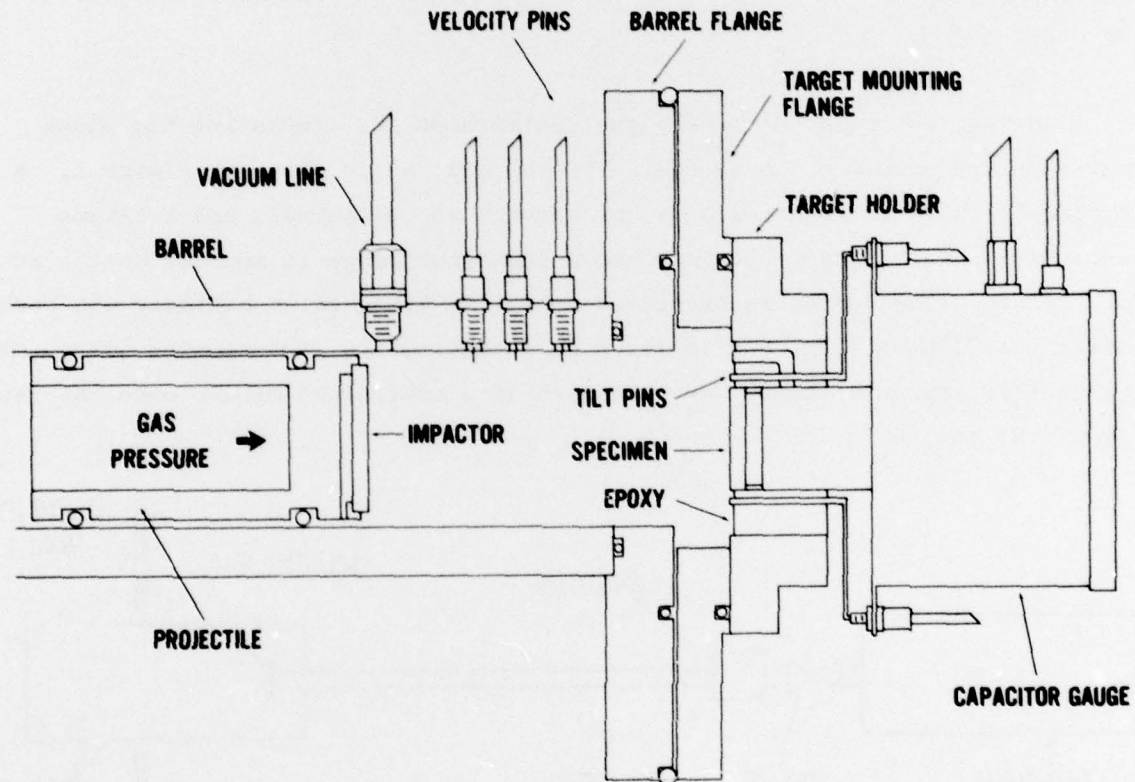 VELOCITY PINS
BARREL FLANGE
TARGET MOUNTING
FLANGE
VACUUM LINE
TARGET HOLDER
BARREL
TILT PINS
GAS
PRESSURE
IMPACTOR
SPECIMEN
EPOXY
PROJECTILE
CAPACITOR GAUGE